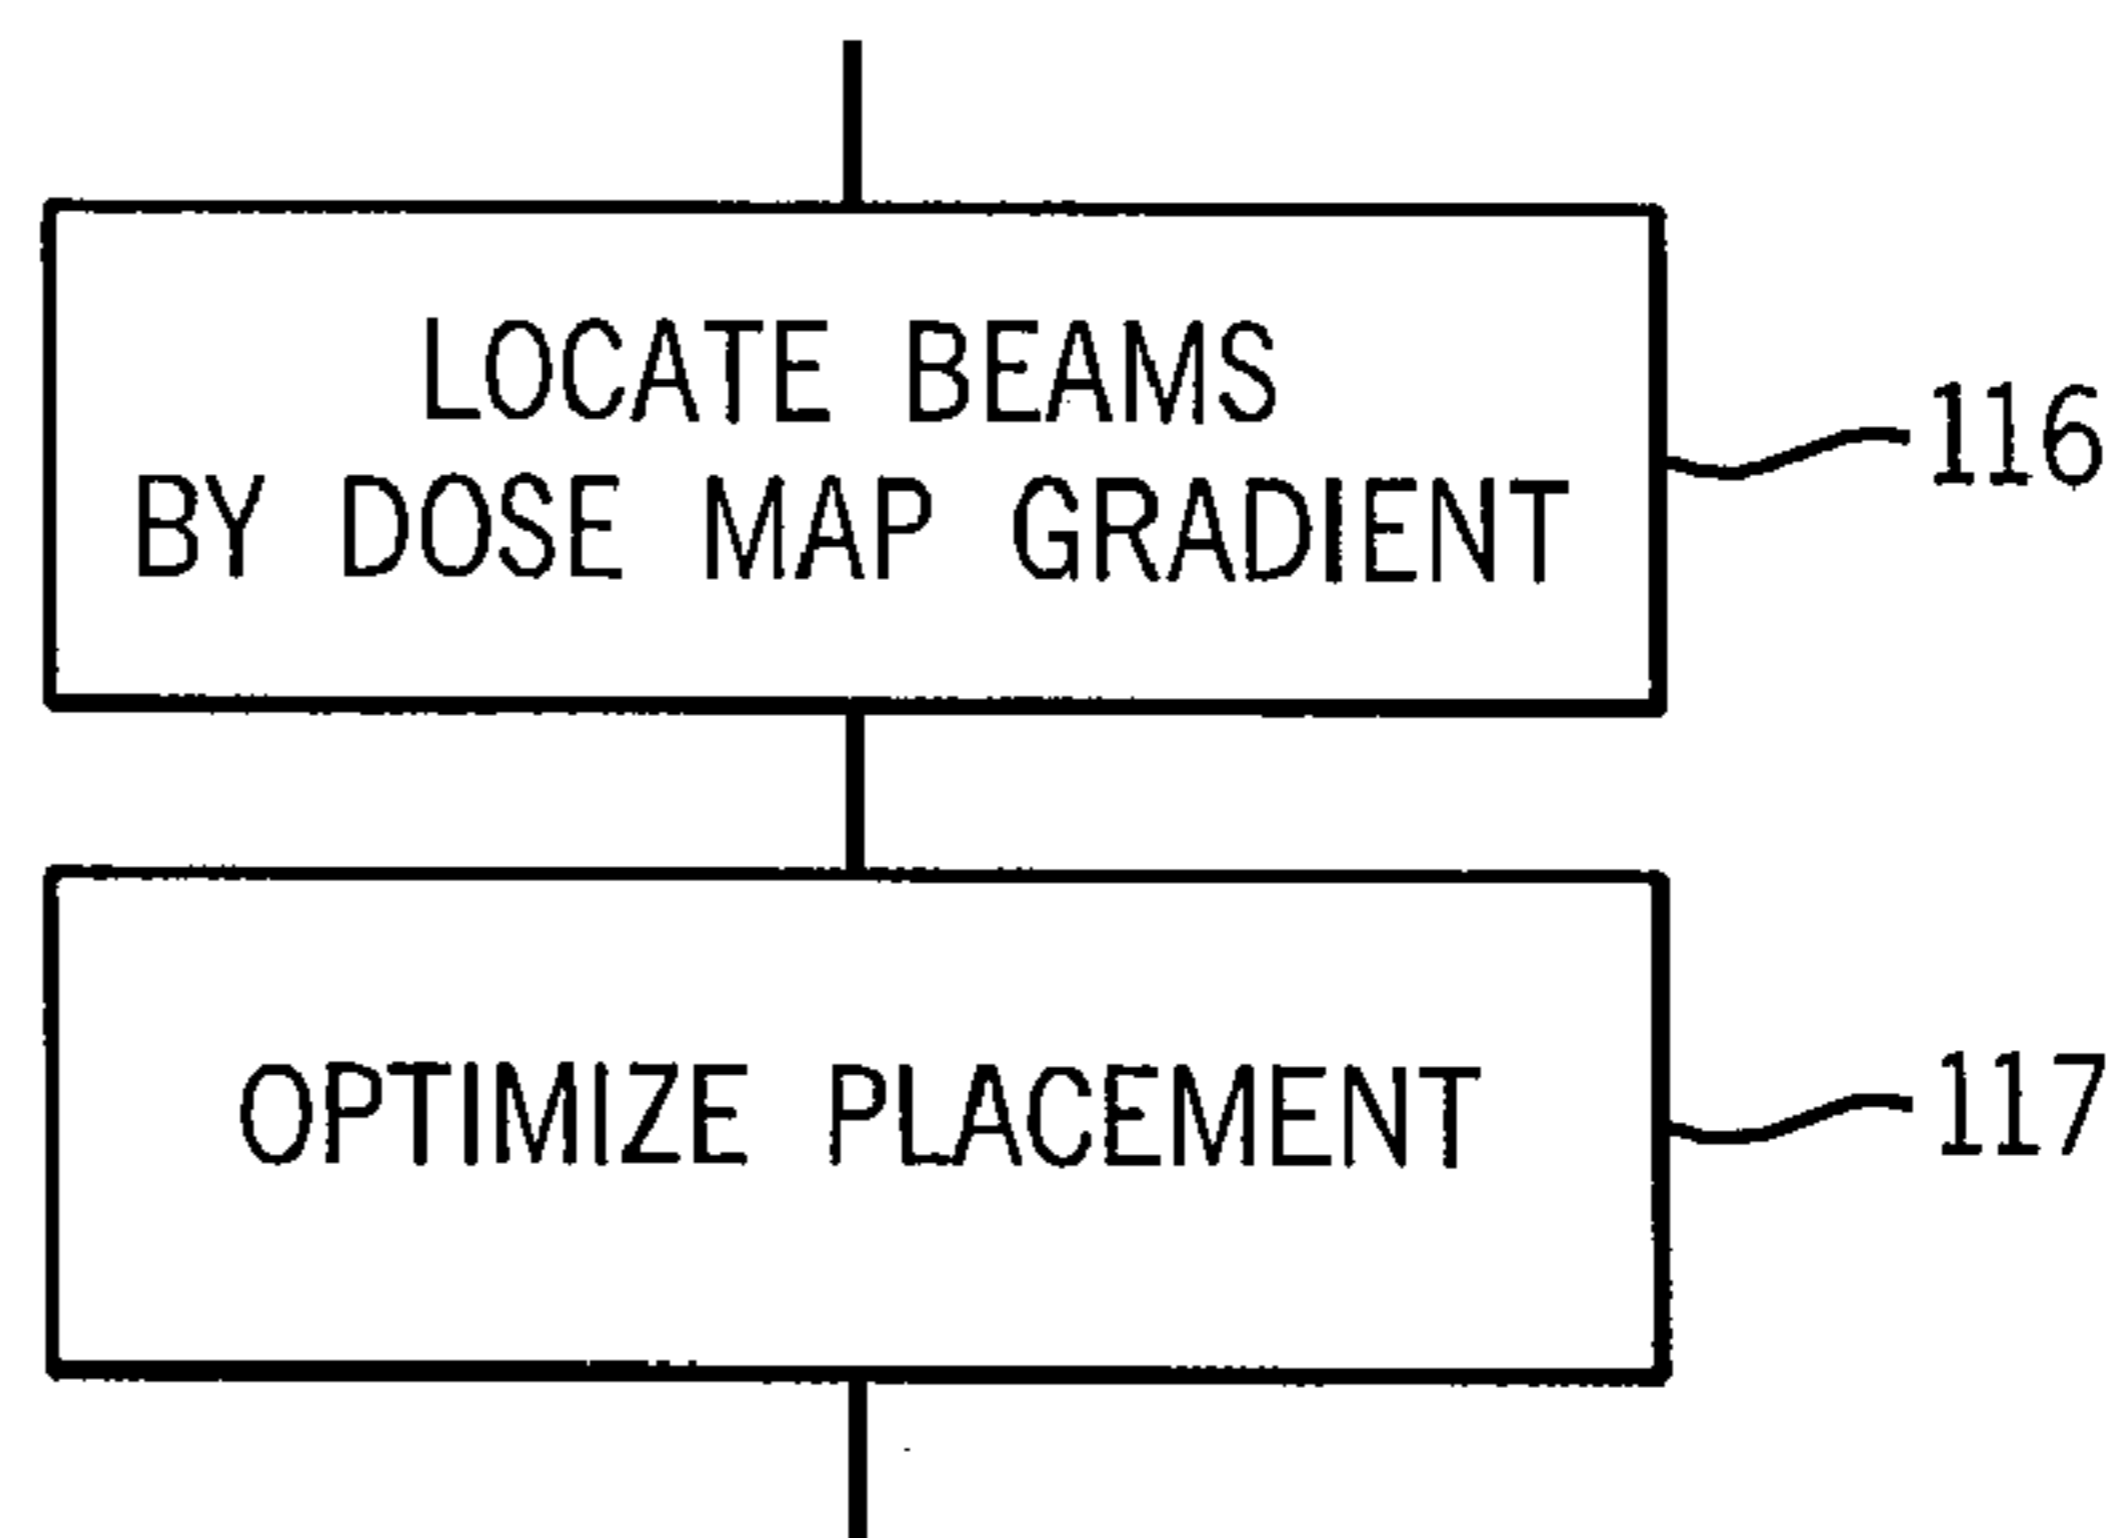 LOCATE BEAMS
BY DOSE MAP GRADIENT
116
OPTIMIZE PLACEMENT
117